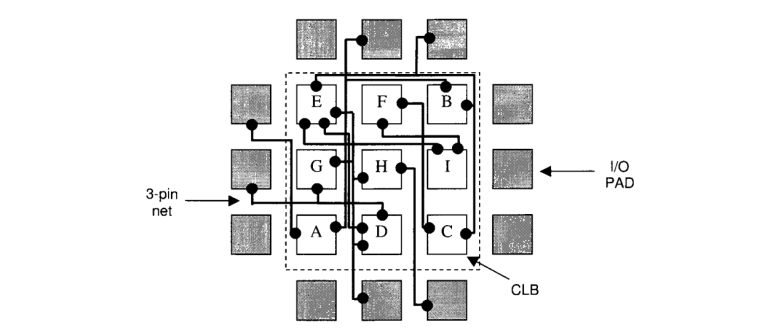 E F B
G H I
I/O
PAD
3-pin
net
A D C
CLB